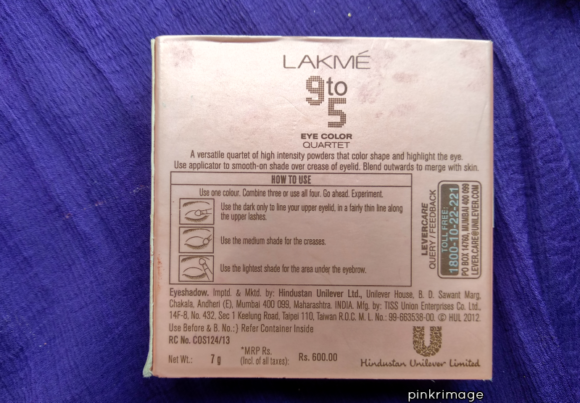 LAKMÉ
9to
5
EYE COLOR
QUARTET
A versatile quartet of high intensity powders that color shape and highlight the eye.
Use applicator to smooth-on shade over crease of eyelid. Blend outwards to merge with skin.
HOW TO USE
Use one colour. Combine three or use all four. Go ahead. Experiment.
Use the dark only to line your upper eyelid, in a fairly thin line along
the upper lashes.
Use the medium shade for the creases.
Use the lightest shade for the area under the eyebrow.
LEVERCARE
QUERY / FEEDBACK
TOLL FREE
1800-10-22-221
PO BOX 14760, MUMBAI 400 099
LEVER.CARE@UNILEVER.COM
Eyeshadow. Imptd. & Mktd. by: Hindustan Unilever Ltd., Unilever House, B. D. Sawant Marg,
Chakala, Andheri (E), Mumbai 400 099, Maharashtra. INDIA. Mfg. by: TISS Union Enterprises Co. Ltd.,
14F-8, No. 432, Sec 1 Keelung Road, Taipei 110, Taiwan R.O.C. M. L. No.: 99-663538-00. © HUL 2012
Use Before & B. No.:} Refer Container Inside
RC No. COS124/13
Net Wt.: 7 g
*MRP Rs.
(Incl. of all taxes): Rs. 600.00
Hindustan Unilever Limited
pinkrimage